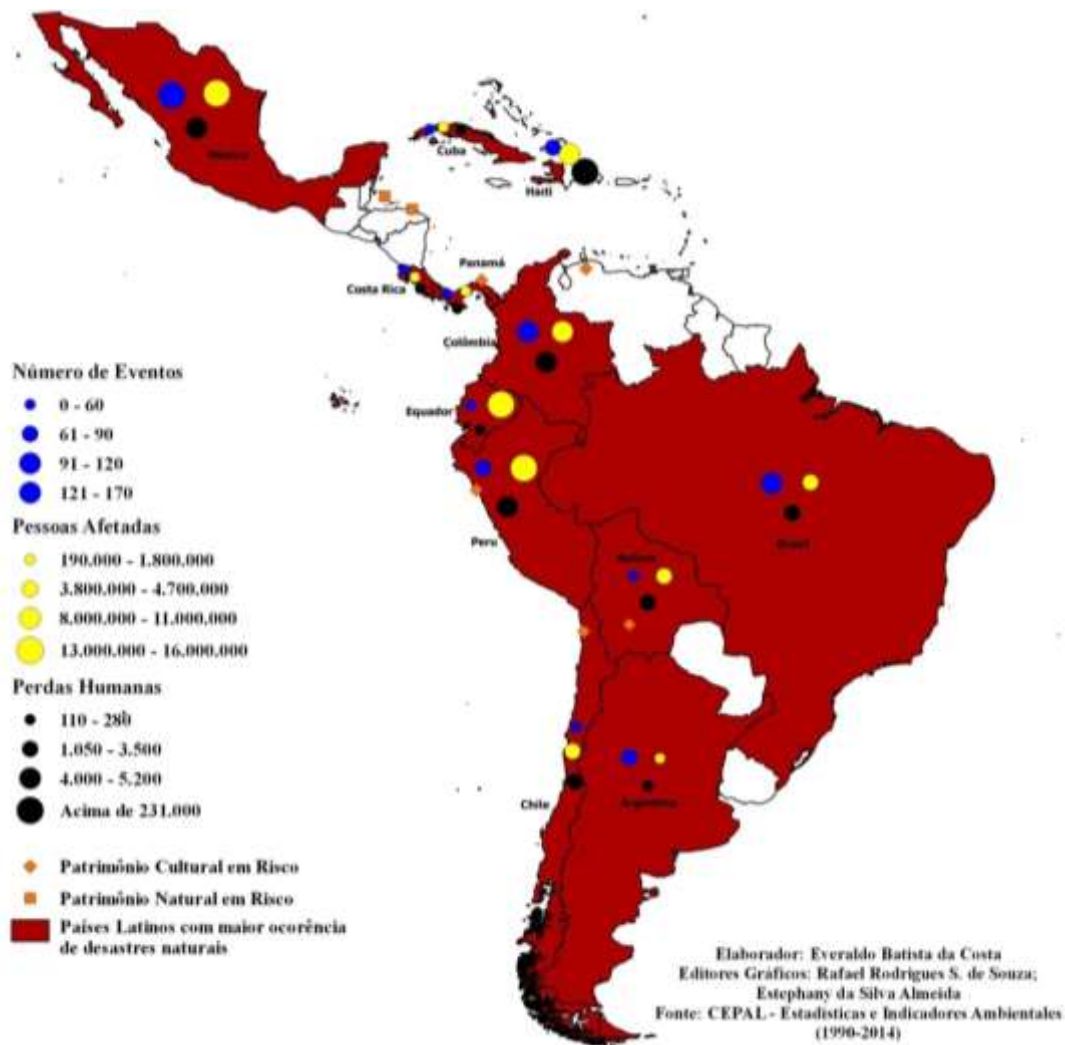 México
Cuba
Haiti
Panamá
Costa Rica
Colômbia
Equador
Peru
Brasil
Bolívia
Chile
Argentina
Número de Eventos
0 - 60
61 - 90
91 - 120
121 - 170
Pessoas Afetadas
190.000 - 1.800.000
3.800.000 - 4.700.000
8.000.000 - 11.000.000
13.000.000 - 16.000.000
Perdas Humanas
110 - 280
1.050 - 3.500
4.000 - 5.200
Acima de 231.000
Patrimônio Cultural em Risco
Patrimônio Natural em Risco
Países Latinos com maior ocorência
de desastres naturais
Elaborador: Everaldo Batista da Costa
Editores Gráficos: Rafael Rodrigues S. de Souza;
Estephany da Silva Almeida
Fonte: CEPAL - Estadísticas e Indicadores Ambientales
(1990-2014)